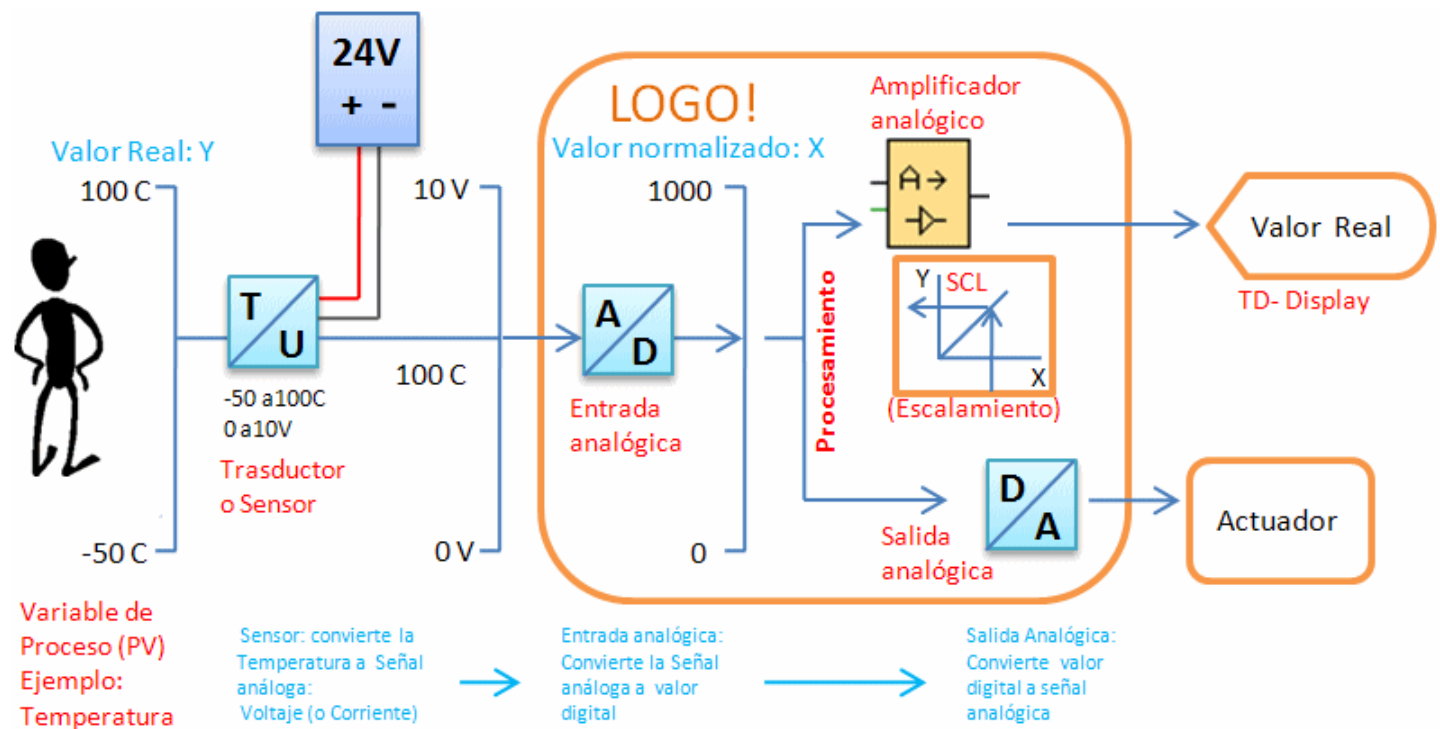 24V
+ -
LOGO!
Amplificador
analógico
Valor Real: Y
Valor normalizado: X
100 C
10 V
1000
A
Valor Real
T
U
A
D
Y
SCL
X
TD- Display
100 C
-50 a100C
0 a10V
Entrada
analógica
Procesamiento
(Escalamiento)
Trasductor
o Sensor
D
A
Actuador
-50 C
0 V
0
Salida
analógica
Variable de
Proceso (PV)
Ejemplo:
Temperatura
Sensor: convierte la
Temperatura a Señal
análoga:
Voltaje (o Corriente)
Entrada analógica:
Convierte la Señal
análoga a valor
digital
Salida Analógica:
Convierte valor
digital a señal
analógica